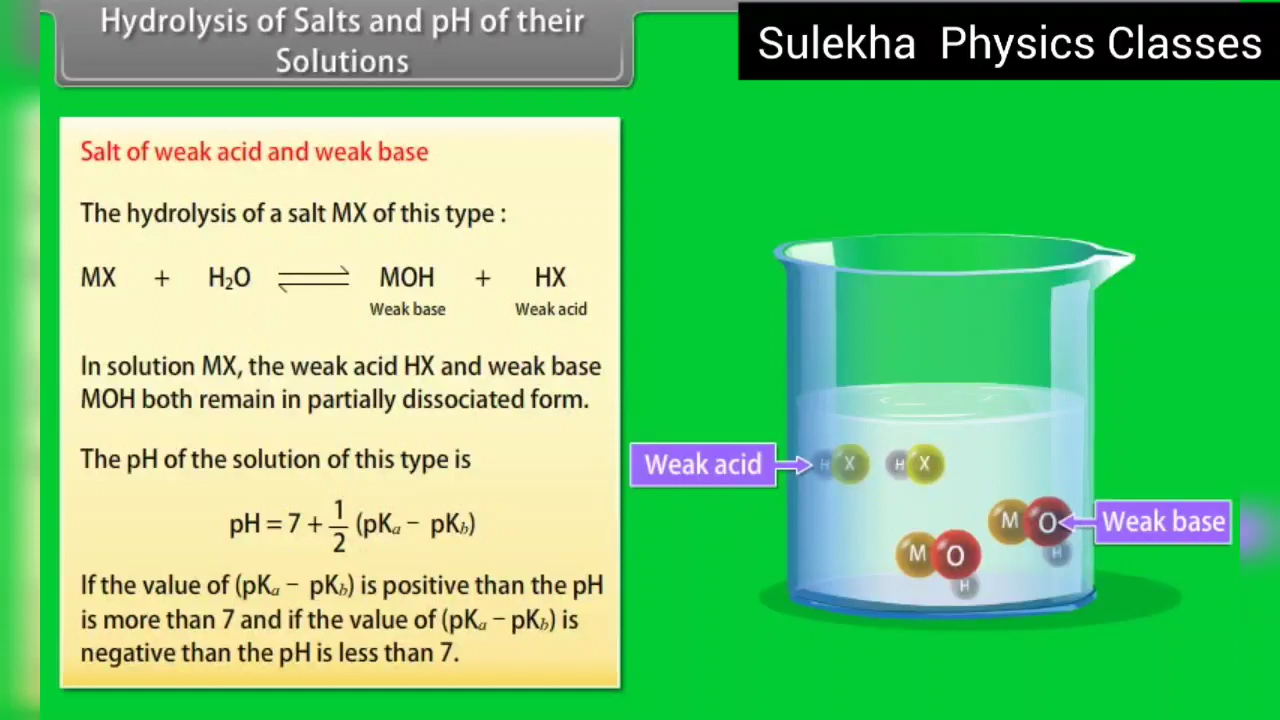 Hydrolysis of Salts and pH of their
Solutions
Sulekha Physics Classes
Salt of weak acid and weak base
The hydrolysis of a salt MX of this type :
MX + H₂O ⇌ MOH + HX
Weak base Weak acid
In solution MX, the weak acid HX and weak base
MOH both remain in partially dissociated form.
The pH of the solution of this type is
pH = 7 + 1/2 (pKₐ − pK_b)
If the value of (pKₐ − pK_b) is positive than the pH
is more than 7 and if the value of (pKₐ − pK_b) is
negative than the pH is less than 7.
Weak acid
H X H X
M O H
Weak base
M O H